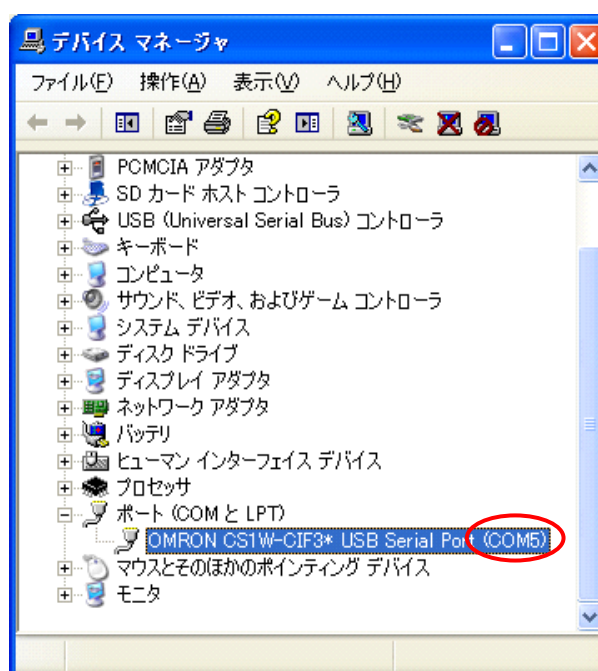 デバイス マネージャ
ファイル(F) 操作(A) 表示(V) ヘルプ(H)
PCMCIA アダプタ
SD カード ホスト コントローラ
USB (Universal Serial Bus) コントローラ
キーボード
コンピュータ
サウンド、ビデオ、およびゲーム コントローラ
システム デバイス
ディスク ドライブ
ディスプレイ アダプタ
ネットワーク アダプタ
バッテリ
ヒューマン インターフェイス デバイス
プロセッサ
ポート (COM と LPT)
OMRON CS1W-CIF3* USB Serial Port (COM5)
マウスとそのほかのポインティング デバイス
モニタ